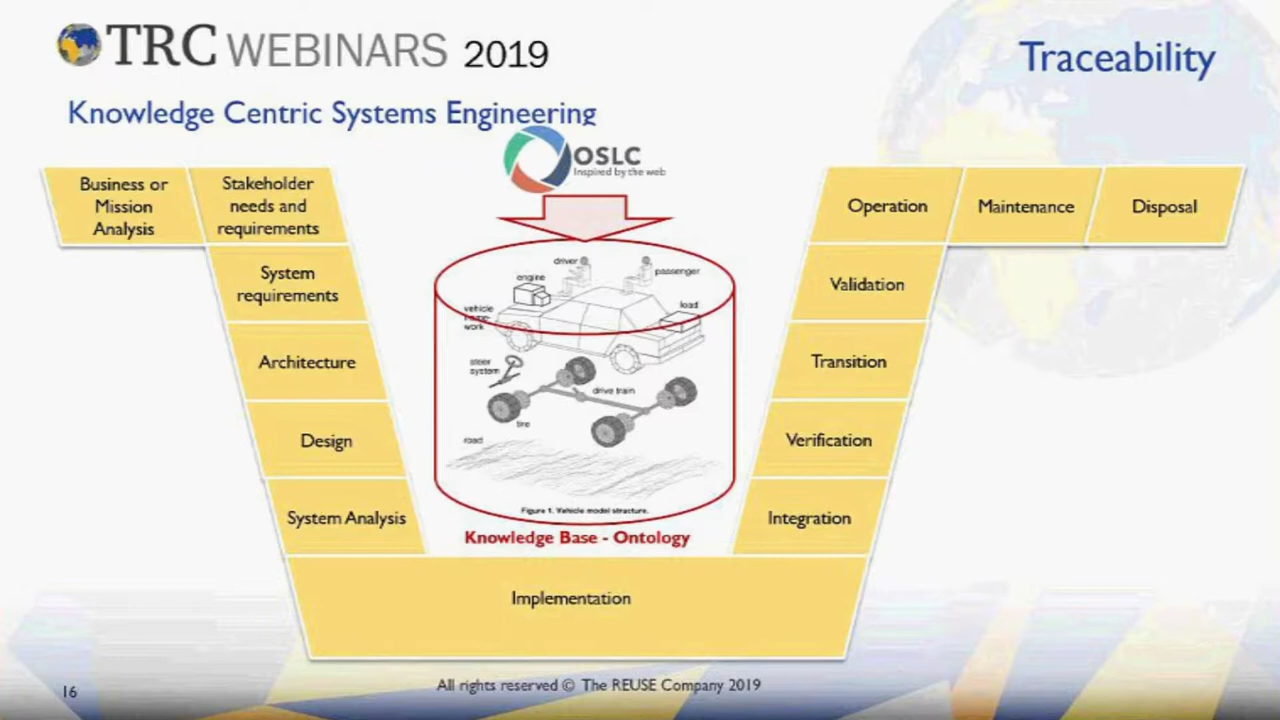 TRC WEBINARS 2019
Traceability
Knowledge Centric Systems Engineering
OSLC
Inspired by the web
Business or
Mission
Analysis
Stakeholder
needs and
requirements
System
requirements
Architecture
Design
System Analysis
Implementation
Integration
Verification
Transition
Validation
Operation
Maintenance
Disposal
driver
passenger
engine
load
vehicle
work
steer
system
drive train
tire
road
Figure 1. Vehicle model structure.
Knowledge Base - Ontology
16
All rights reserved © The REUSE Company 2019